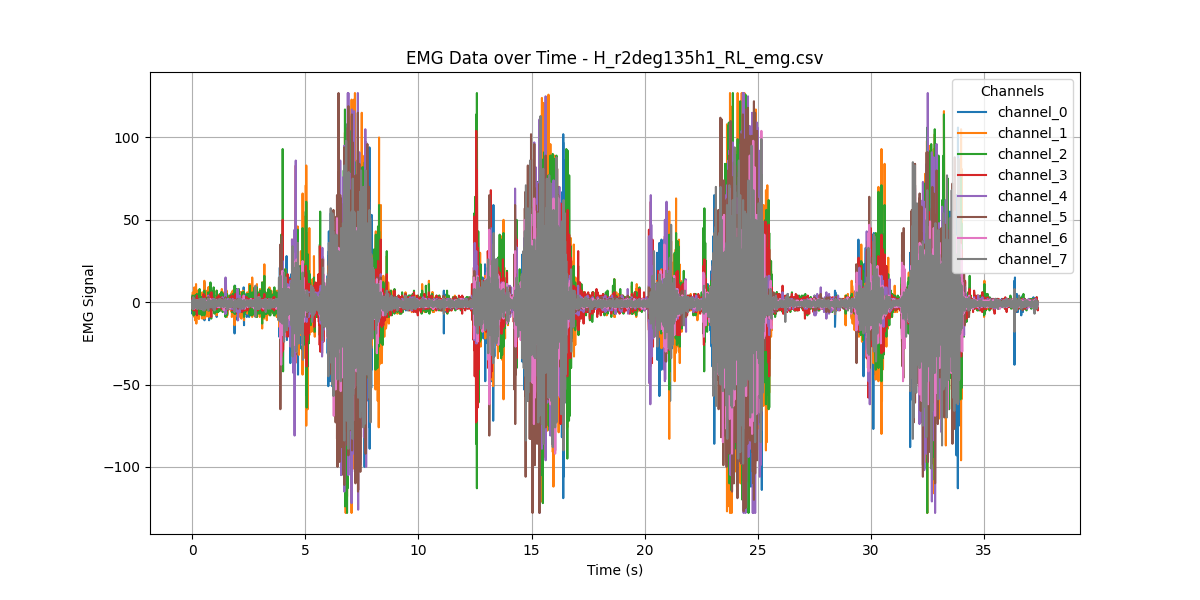 EMG Data over Time - H_r2deg135h1_RL_emg.csv
Channels
channel_0
channel_1
channel_2
channel_3
channel_4
channel_5
channel_6
channel_7
EMG Signal
100
50
0
−50
−100
0 5 10 15 20 25 30 35
Time (s)